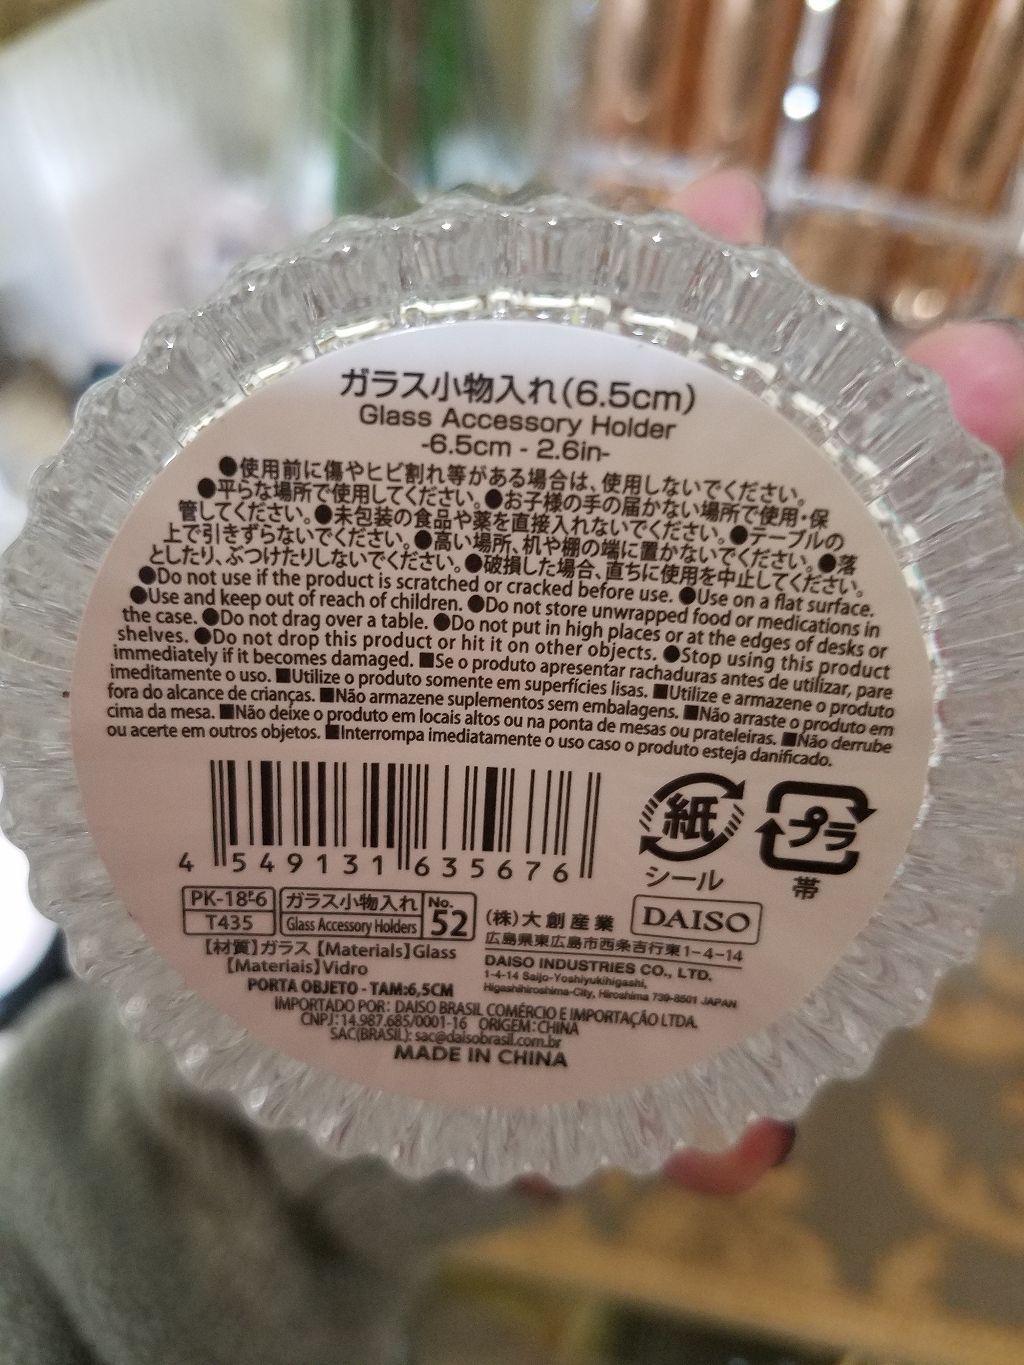 ガラス小物入れ(6.5cm)
Glass Accessory Holder
-6.5cm - 2.6in-
●使用前に傷やヒビ割れ等がある場合は、使用しないでください。
●平らな場所で使用してください。●お子様の手の届かない場所で使用・保
管してください。●未包装の食品や薬を直接入れないでください。●テーブルの
上で引きずらないでください。●高い場所、机や棚の端に置かないでください。●落
としたり、ぶつけたりしないでください。●破損した場合、直ちに使用を中止してください。
●Do not use if the product is scratched or cracked before use. ●Use on a flat surface.
●Use and keep out of reach of children. ●Do not store unwrapped food or medications in
the case. ●Do not drag over a table. ●Do not put in high places or at the edges of desks or
shelves. ●Do not drop this product or hit it on other objects. ●Stop using this product
immediately if it becomes damaged. ■Se o produto apresentar rachaduras antes de utilizar, pare
imeditamente o uso. ■Utilize o produto somente em superfícies lisas. ■Utilize e armazene o produto
fora do alcance de crianças. ■Não armazene suplementos sem embalagens. ■Não arraste o produto em
cima da mesa. ■Não deixe o produto em locais altos ou na ponta de mesas ou prateleiras. ■Não derrube
ou acerte em outros objetos. ■Interrompa imediatamente o uso caso o produto esteja danificado.
4 549131 635676
紙
シール
プラ
帯
PK-18 6
T435
ガラス小物入れ
Glass Accessory Holders
No.
52
(株)大創産業
DAISO
広島県東広島市西条吉行東1-4-14
DAISO INDUSTRIES CO., LTD.
1-4-14 Saijo-Yoshiyukihigashi,
Higashihiroshima-City, Hiroshima 739-8501 JAPAN
【材質】ガラス【Materials】Glass
【Materiais】Vidro
PORTA OBJETO - TAM:6,5CM
IMPORTADO POR: DAISO BRASIL COMÉRCIO E IMPORTAÇÃO LTDA.
CNPJ: 14.987.685/0001-16 ORIGEM: CHINA
SAC(BRASIL): sac@daisobrasil.com.br
MADE IN CHINA